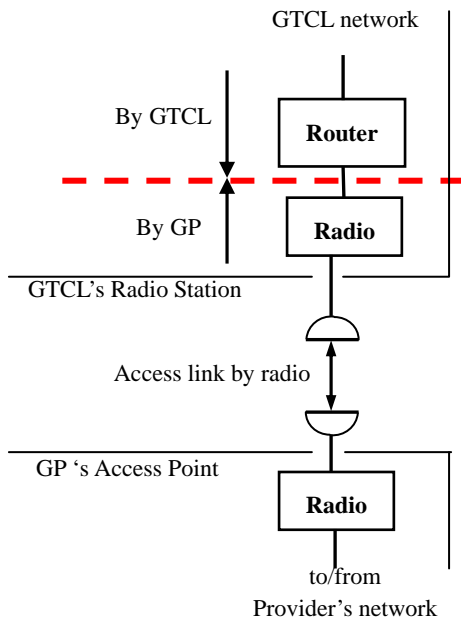 GTCL network
By GTCL
Router
By GP
Radio
GTCL's Radio Station
Access link by radio
GP ‘s Access Point
Radio
to/from
Provider's network